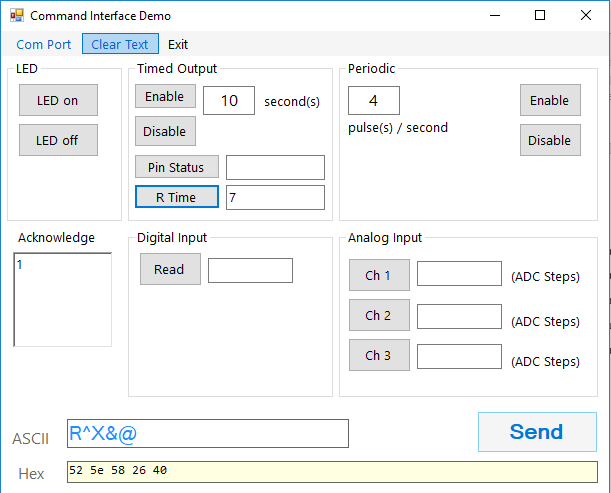 Command Interface Demo
Com Port Clear Text Exit
LED
LED on
LED off
Timed Output
Enable 10 second(s)
Disable
Pin Status
R Time 7
Periodic
4 Enable
pulse(s) / second
Disable
Acknowledge
1
Digital Input
Read
Analog Input
Ch 1 (ADC Steps)
Ch 2 (ADC Steps)
Ch 3 (ADC Steps)
ASCII R^X&@
Send
Hex 52 5e 58 26 40